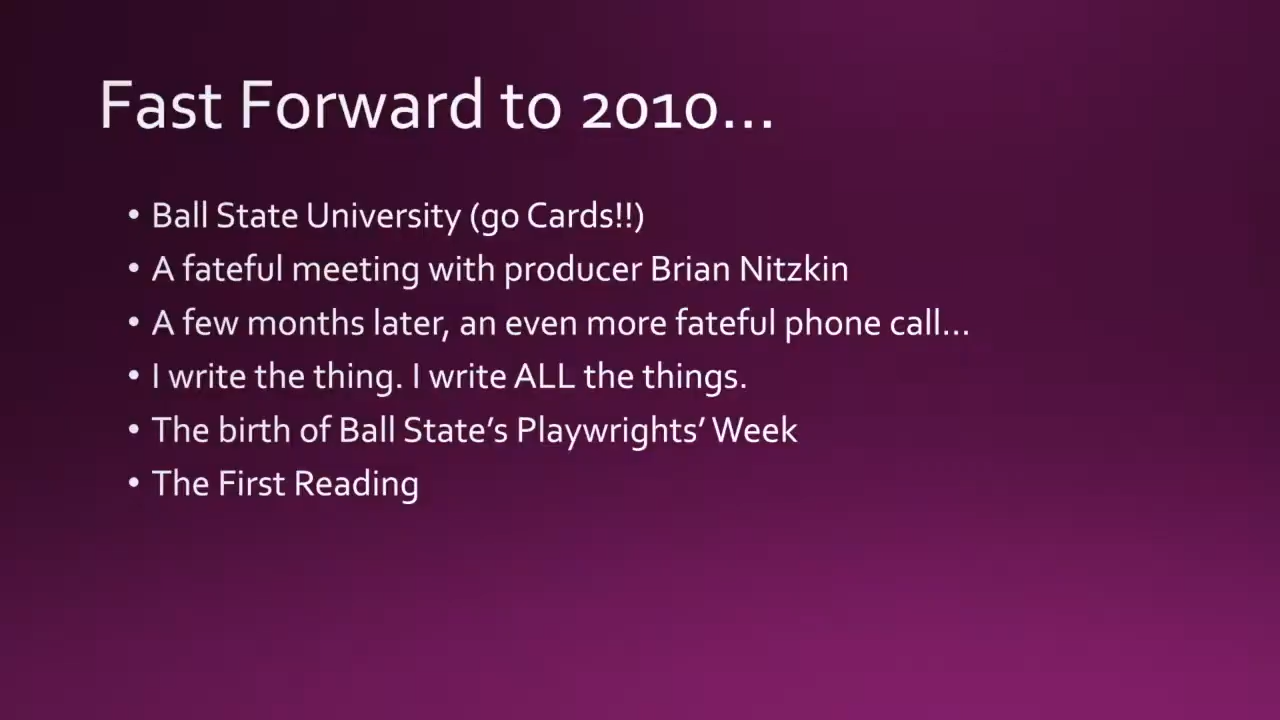 Fast Forward to 2010...
• Ball State University (go Cards!!)
• A fateful meeting with producer Brian Nitzkin
• A few months later, an even more fateful phone call...
• I write the thing. I write ALL the things.
• The birth of Ball State’s Playwrights’ Week
• The First Reading